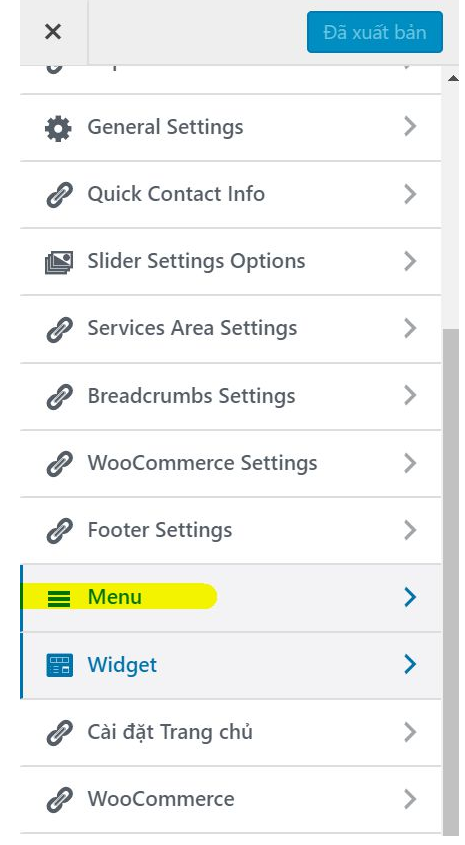 Đã xuất bản
General Settings
Quick Contact Info
Slider Settings Options
Services Area Settings
Breadcrumbs Settings
WooCommerce Settings
Footer Settings
Menu
Widget
Cài đặt Trang chủ
WooCommerce